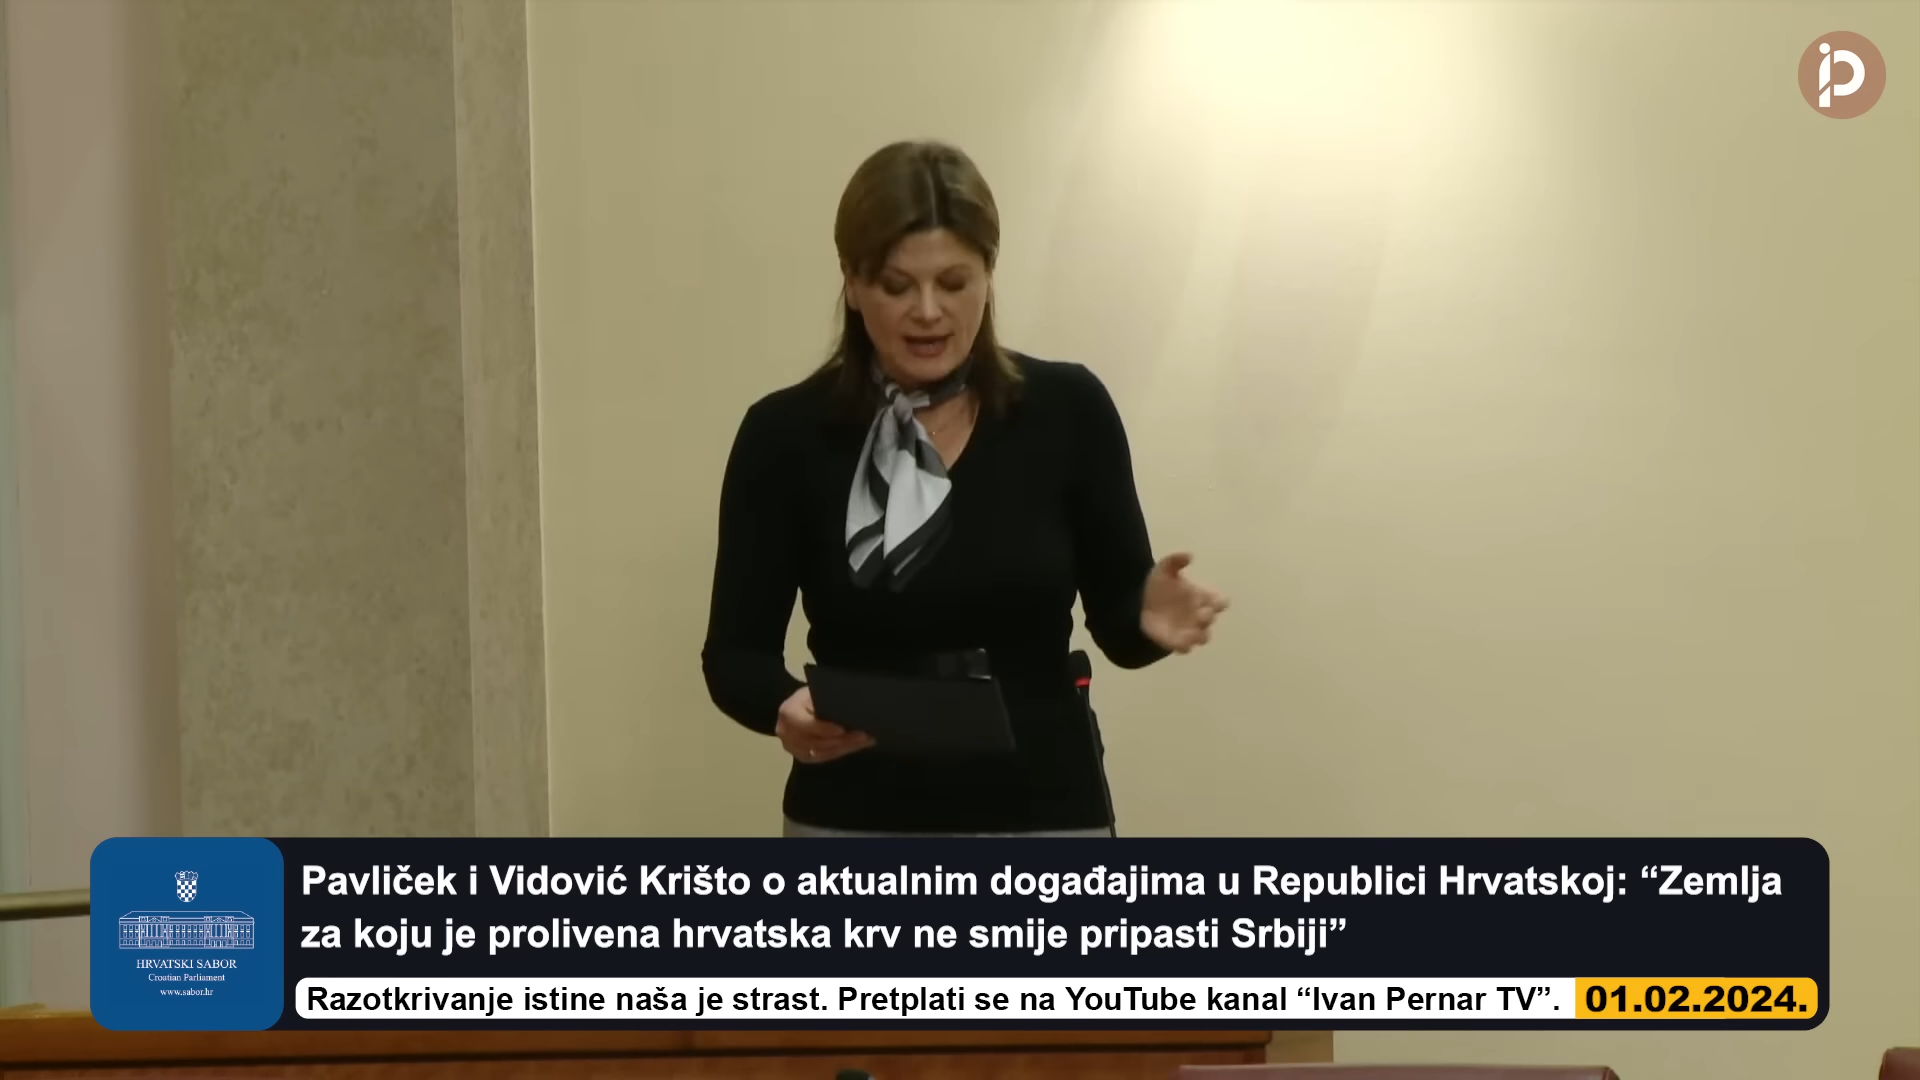 Pavliček i Vidović Krišto o aktualnim događajima u Republici Hrvatskoj: “Zemlja
za koju je prolivena hrvatska krv ne smije pripasti Srbiji”
HRVATSKI SABOR
Croatian Parliament
www.sabor.hr
Razotkrivanje istine naša je strast. Pretplati se na YouTube kanal “Ivan Pernar TV”.
01.02.2024.